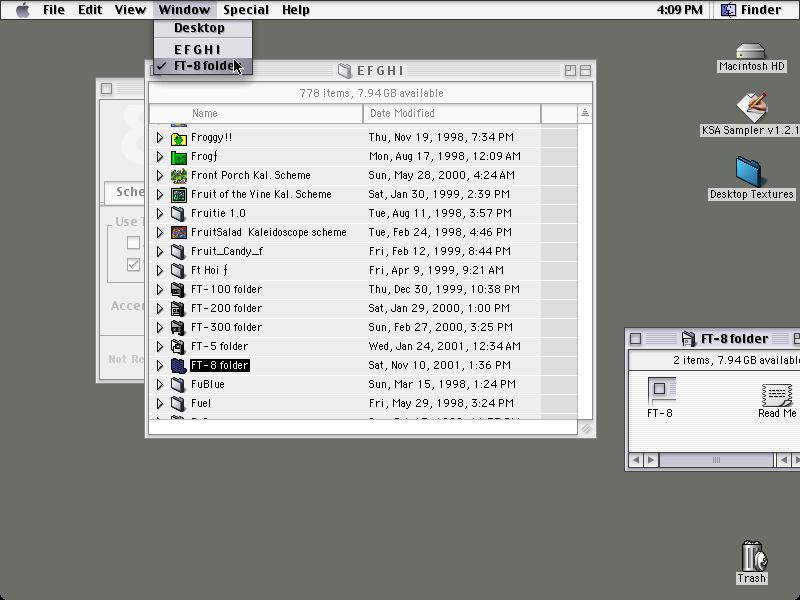 File Edit View Window Special Help 4:09 PM Finder
Desktop
E F G H I
✓ FT-8 folder
E F G H I
778 items, 7.94 GB available
Name Date Modified
Froggy!! Thu, Nov 19, 1998, 7:34 PM
Frogƒ Mon, Aug 17, 1998, 12:09 AM
Front Porch Kal. Scheme Sun, May 28, 2000, 4:24 AM
Fruit of the Vine Kal. Scheme Sat, Jan 30, 1999, 2:39 PM
Fruitie 1.0 Tue, Aug 11, 1998, 3:57 PM
FruitSalad Kaleidoscope scheme Tue, Feb 24, 1998, 4:46 PM
Fruit_Candy_f Fri, Feb 12, 1999, 8:44 PM
Ft Hoi ƒ Fri, Apr 9, 1999, 9:21 AM
FT-100 folder Thu, Dec 30, 1999, 10:38 PM
FT-200 folder Sat, Jan 29, 2000, 1:00 PM
FT-300 folder Sun, Feb 27, 2000, 3:25 PM
FT-5 folder Wed, Jan 24, 2001, 12:34 AM
FT-8 folder Sat, Nov 10, 2001, 1:36 PM
FuBlue Sun, Mar 15, 1998, 1:24 PM
Fuel Fri, May 29, 1998, 3:24 PM
Sche
Use T
Accer
Not Re
Macintosh HD
KSA Sampler v1.2.1
Desktop Textures
FT-8 folder
2 items, 7.94 GB availabl
FT-8
Read Me
Trash